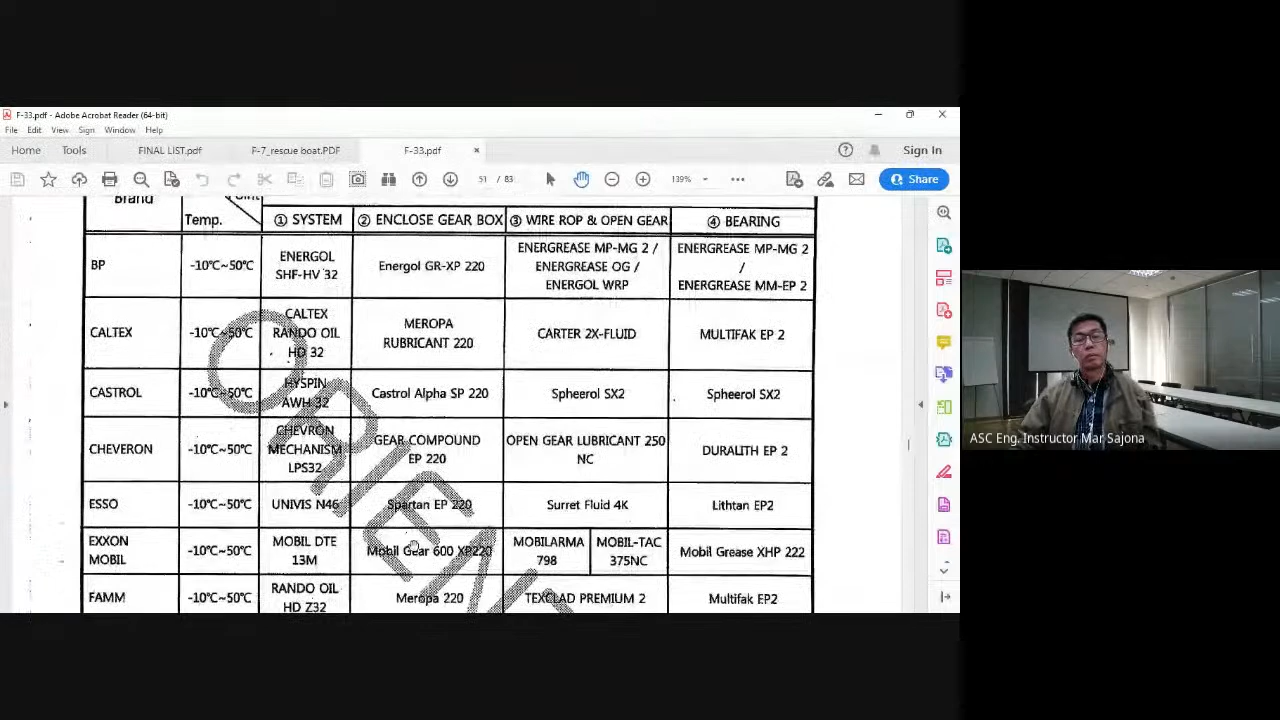 F-33.pdf - Adobe Acrobat Reader (64-bit)
File Edit View Sign Window Help
Home Tools FINAL LIST.pdf F-7_rescue boat.PDF F-33.pdf × Sign In
51 / 83 139% Share
Brand Temp. Point ① SYSTEM ② ENCLOSE GEAR BOX ③ WIRE ROP & OPEN GEAR ④ BEARING
BP -10℃~50℃ ENERGOL SHF-HV 32 Energol GR-XP 220 ENERGREASE MP-MG 2 / ENERGREASE OG / ENERGOL WRP ENERGREASE MP-MG 2 / ENERGREASE MM-EP 2
CALTEX -10℃~50℃ CALTEX RANDO OIL HD 32 MEROPA RUBRICANT 220 CARTER 2X-FLUID MULTIFAK EP 2
CASTROL -10℃~50℃ HYSPIN AWH 32 Castrol Alpha SP 220 Spheerol SX2 Spheerol SX2
CHEVERON -10℃~50℃ CHEVRON MECHANISM LPS32 GEAR COMPOUND EP 220 OPEN GEAR LUBRICANT 250 NC DURALITH EP 2
ESSO -10℃~50℃ UNIVIS N46 Spartan EP 220 Surret Fluid 4K Lithtan EP2
EXXON MOBIL -10℃~50℃ MOBIL DTE 13M Mobil Gear 600 XP220 MOBILARMA 798 MOBIL-TAC 375NC Mobil Grease XHP 222
FAMM -10℃~50℃ RANDO OIL HD Z32 Meropa 220 TEXCLAD PREMIUM 2 Multifak EP2
ASC Eng. Instructor Mar Sajona